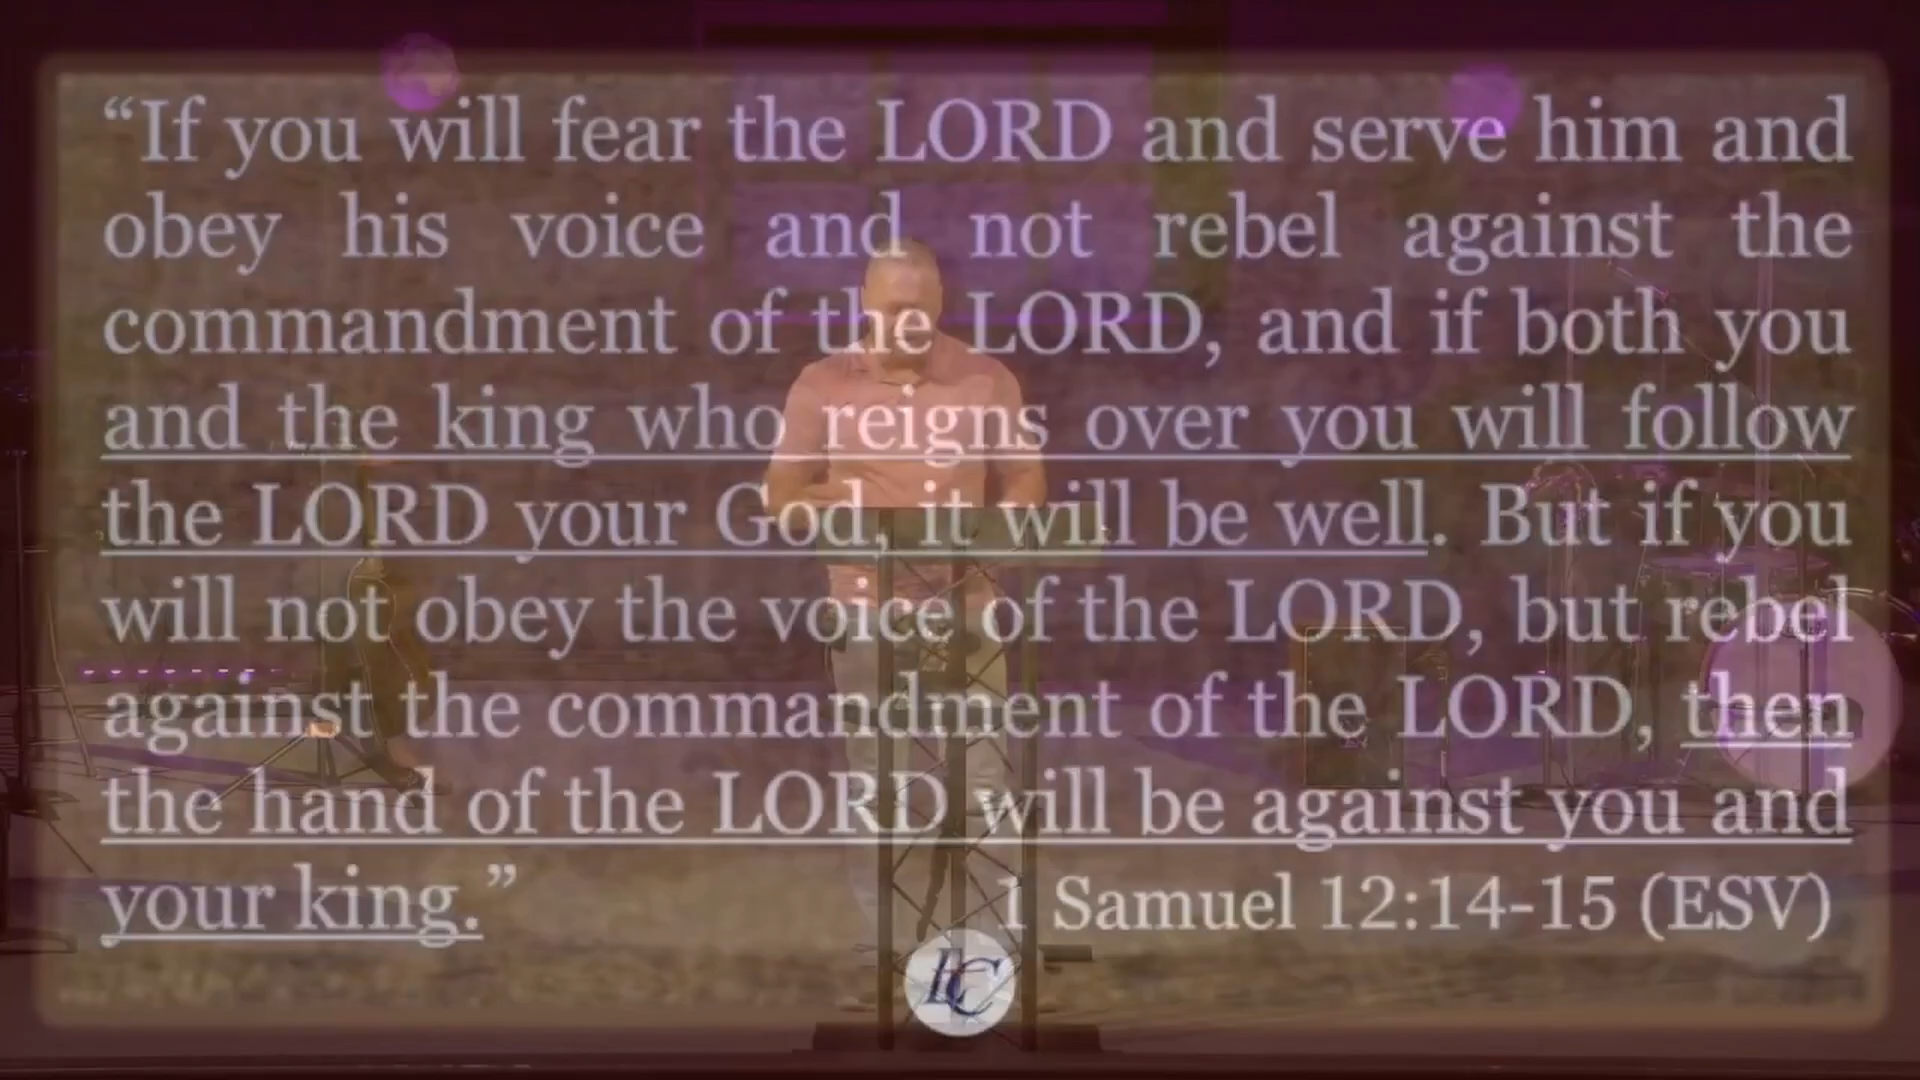 “If you will fear the LORD and serve him and
obey his voice and not rebel against the
commandment of the LORD, and if both you
and the king who reigns over you will follow
the LORD your God, it will be well. But if you
will not obey the voice of the LORD, but rebel
against the commandment of the LORD, then
the hand of the LORD will be against you and
your king.” 1 Samuel 12:14-15 (ESV)
LC